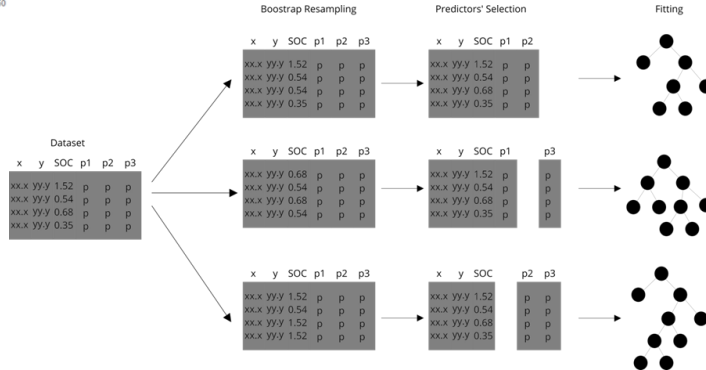 Boostrap Resampling Predictors' Selection Fitting
x y SOC p1 p2 p3 x y SOC p1 p2
xx.x yy.y 1.52 p p p xx.x yy.y 1.52 p p
xx.x yy.y 0.54 p p p xx.x yy.y 0.54 p p
xx.x yy.y 0.54 p p p xx.x yy.y 0.68 p p
xx.x yy.y 0.35 p p p xx.x yy.y 0.35 p p
Dataset
x y SOC p1 p2 p3
xx.x yy.y 1.52 p p p
xx.x yy.y 0.54 p p p
xx.x yy.y 0.68 p p p
xx.x yy.y 0.35 p p p
x y SOC p1 p2 p3 x y SOC p1 p3
xx.x yy.y 0.68 p p p xx.x yy.y 1.52 p p
xx.x yy.y 0.54 p p p xx.x yy.y 0.54 p p
xx.x yy.y 0.68 p p p xx.x yy.y 0.68 p p
xx.x yy.y 0.54 p p p xx.x yy.y 0.35 p p
x y SOC p1 p2 p3 x y SOC p2 p3
xx.x yy.y 1.52 p p p xx.x yy.y 1.52 p p
xx.x yy.y 0.54 p p p xx.x yy.y 0.54 p p
xx.x yy.y 1.52 p p p xx.x yy.y 0.68 p p
xx.x yy.y 1.52 p p p xx.x yy.y 0.35 p p